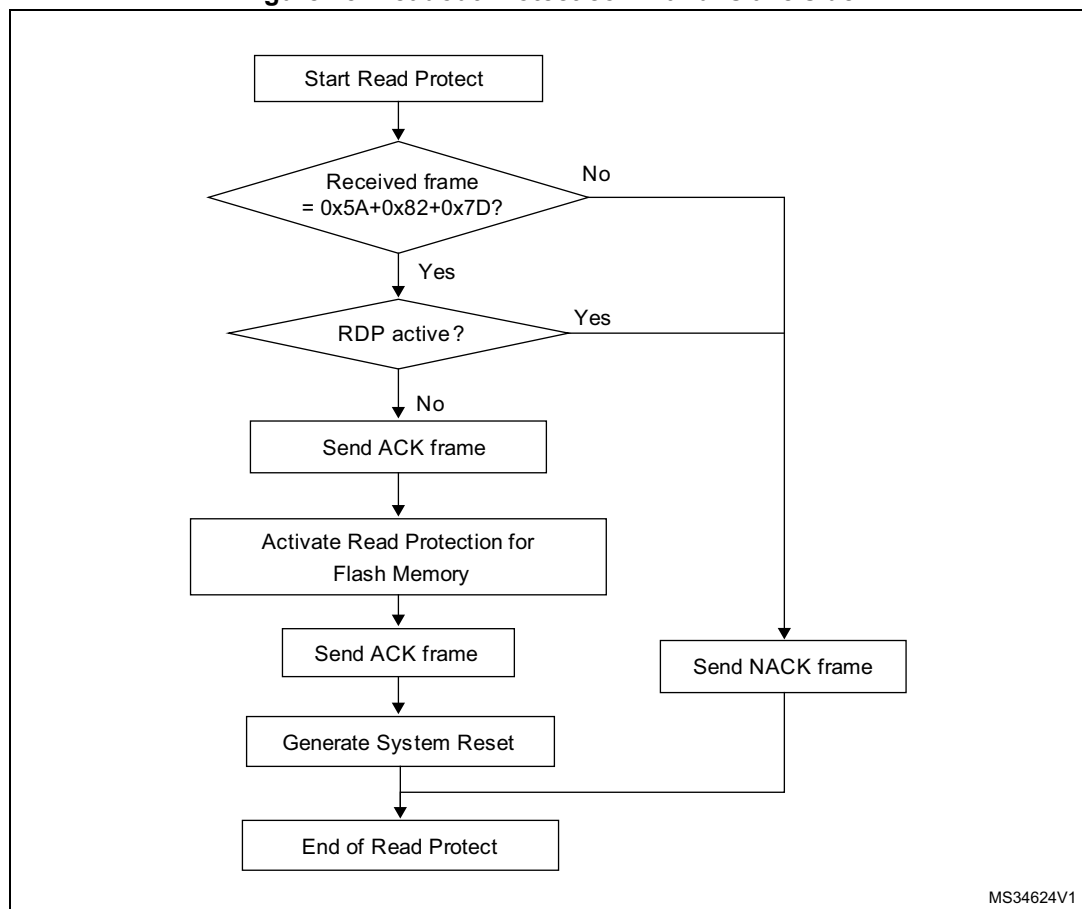 Start Read Protect
Received frame
= 0x5A+0x82+0x7D?
No
Yes
RDP active?
Yes
No
Send ACK frame
Activate Read Protection for
Flash Memory
Send ACK frame
Send NACK frame
Generate System Reset
End of Read Protect
MS34624V1